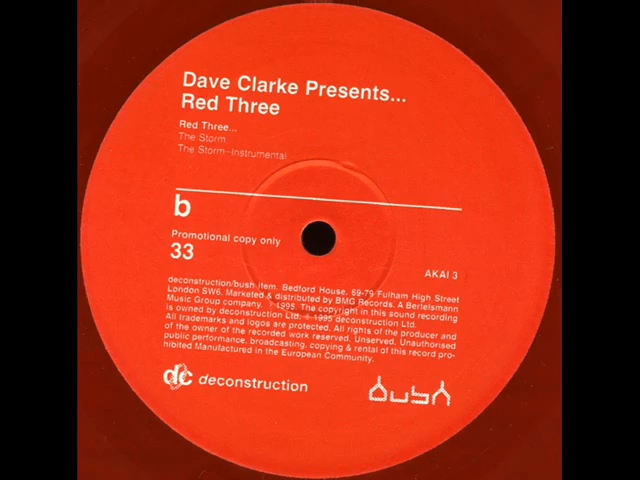 Dave Clarke Presents...
Red Three
Red Three...
The Storm
The Storm–Instrumental
b
Promotional copy only
33
AKAI 3
deconstruction/bush item. Bedford House, 69-79 Fulham High Street
London SW6. Marketed & distributed by BMG Records. A Bertelsmann
Music Group company. ℗ 1995. The copyright in this sound recording
is owned by deconstruction Ltd. © 1995 deconstruction Ltd.
All trademarks and logos are protected. All rights of the producer and
of the owner of the recorded work reserved. Unserved. Unauthorised
public performance, broadcasting, copying & rental of this record pro-
hibited Manufactured in the European Community.
dc deconstruction
bush